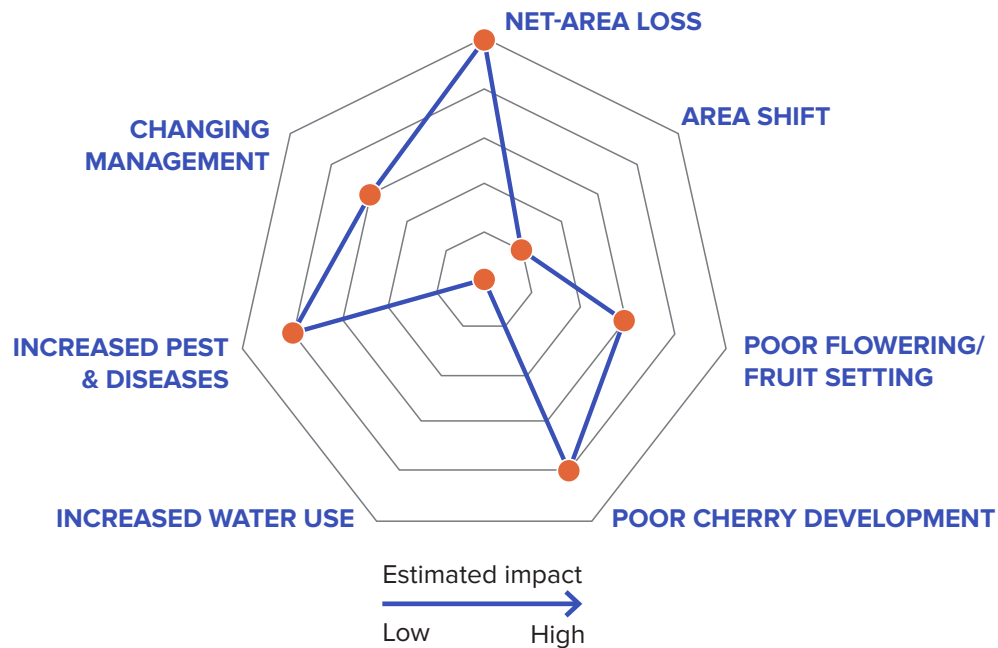 NET-AREA LOSS
AREA SHIFT
CHANGING
MANAGEMENT
INCREASED PEST
& DISEASES
POOR FLOWERING/
FRUIT SETTING
INCREASED WATER USE
POOR CHERRY DEVELOPMENT
Estimated impact
Low
High